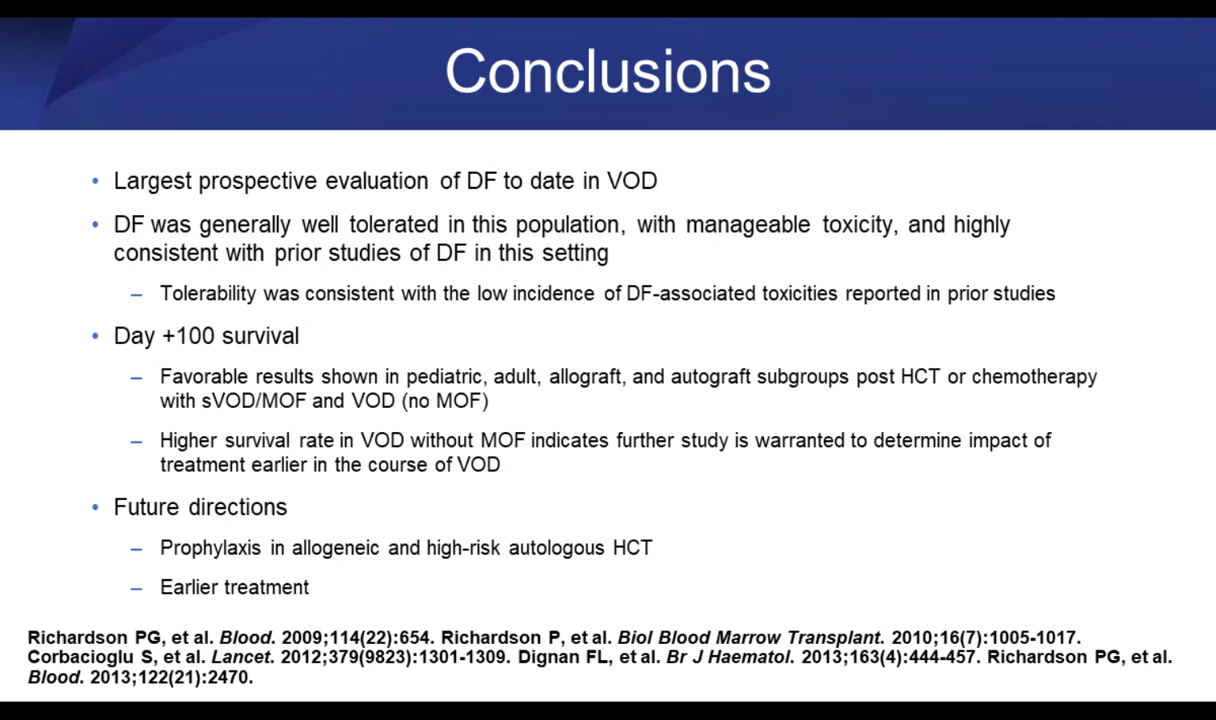 Conclusions
• Largest prospective evaluation of DF to date in VOD
• DF was generally well tolerated in this population, with manageable toxicity, and highly
consistent with prior studies of DF in this setting
– Tolerability was consistent with the low incidence of DF-associated toxicities reported in prior studies
• Day +100 survival
– Favorable results shown in pediatric, adult, allograft, and autograft subgroups post HCT or chemotherapy
with sVOD/MOF and VOD (no MOF)
– Higher survival rate in VOD without MOF indicates further study is warranted to determine impact of
treatment earlier in the course of VOD
• Future directions
– Prophylaxis in allogeneic and high-risk autologous HCT
– Earlier treatment
Richardson PG, et al. Blood. 2009;114(22):654. Richardson P, et al. Biol Blood Marrow Transplant. 2010;16(7):1005-1017.
Corbacioglu S, et al. Lancet. 2012;379(9823):1301-1309. Dignan FL, et al. Br J Haematol. 2013;163(4):444-457. Richardson PG, et al.
Blood. 2013;122(21):2470.